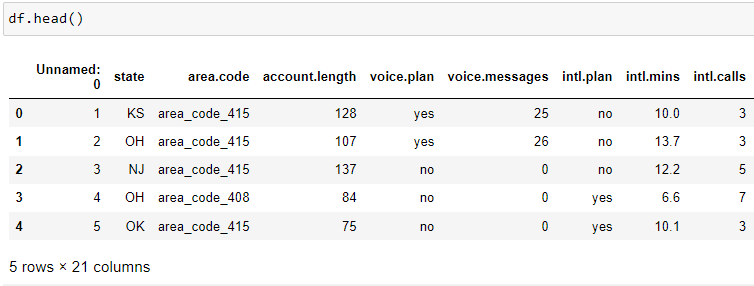 df.head()
Unnamed: 0 state area.code account.length voice.plan voice.messages intl.plan intl.mins intl.calls
0 1 KS area_code_415 128 yes 25 no 10.0 3
1 2 OH area_code_415 107 yes 26 no 13.7 3
2 3 NJ area_code_415 137 no 0 no 12.2 5
3 4 OH area_code_408 84 no 0 yes 6.6 7
4 5 OK area_code_415 75 no 0 yes 10.1 3
5 rows × 21 columns